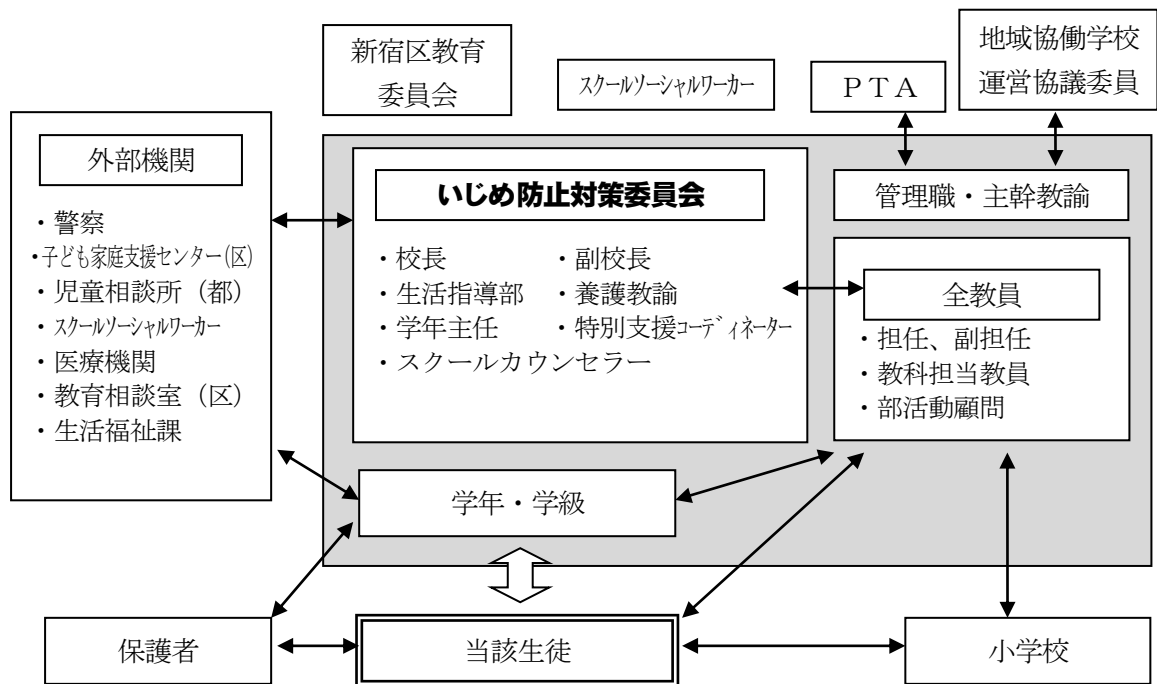 新宿区教育
委員会
スクールソーシャルワーカー
ＰＴＡ
地域協働学校
運営協議委員
外部機関
・警察
・子ども家庭支援センター(区)
・児童相談所（都）
・スクールソーシャルワーカー
・医療機関
・教育相談室（区）
・生活福祉課
いじめ防止対策委員会
・校長　　　　・副校長
・生活指導部　・養護教諭
・学年主任　　・特別支援コーディネーター
・スクールカウンセラー
管理職・主幹教諭
全教員
・担任、副担任
・教科担当教員
・部活動顧問
学年・学級
保護者
当該生徒
小学校